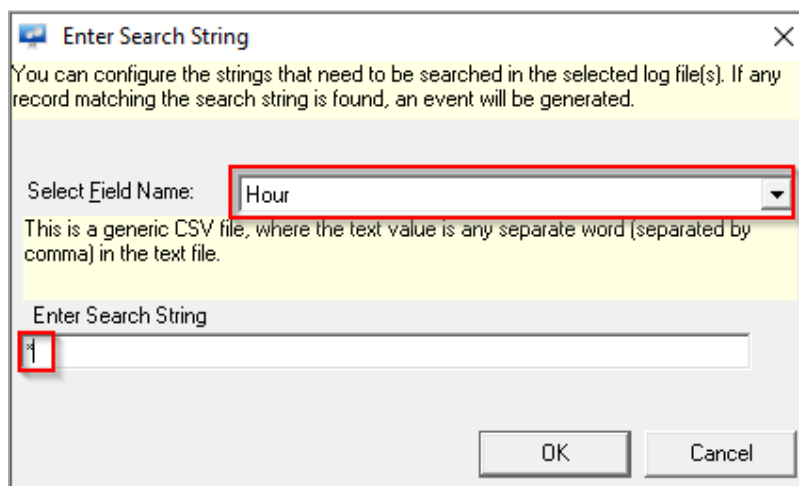 Enter Search String
You can configure the strings that need to be searched in the selected log file(s). If any
record matching the search string is found, an event will be generated.
Select Field Name:
Hour
This is a generic CSV file, where the text value is any separate word (separated by
comma) in the text file.
Enter Search String
*
OK
Cancel